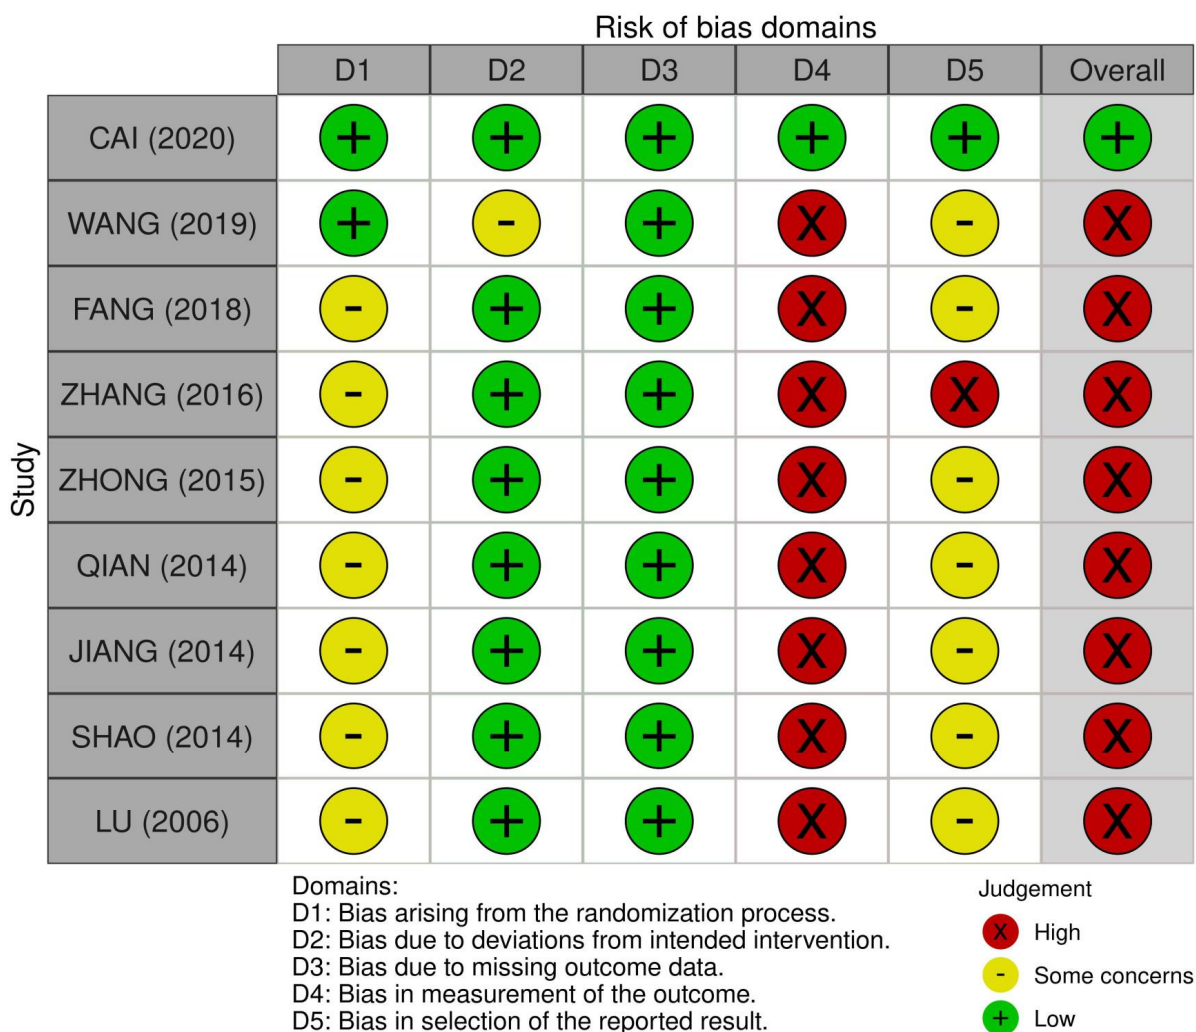 Risk of bias domains
D1 D2 D3 D4 D5 Overall
Study
CAI (2020) + + + + + +
WANG (2019) + - + X - X
FANG (2018) - + + X - X
ZHANG (2016) - + + X X X
ZHONG (2015) - + + X - X
QIAN (2014) - + + X - X
JIANG (2014) - + + X - X
SHAO (2014) - + + X - X
LU (2006) - + + X - X
Domains:
D1: Bias arising from the randomization process.
D2: Bias due to deviations from intended intervention.
D3: Bias due to missing outcome data.
D4: Bias in measurement of the outcome.
D5: Bias in selection of the reported result.
Judgement
X High
- Some concerns
+ Low